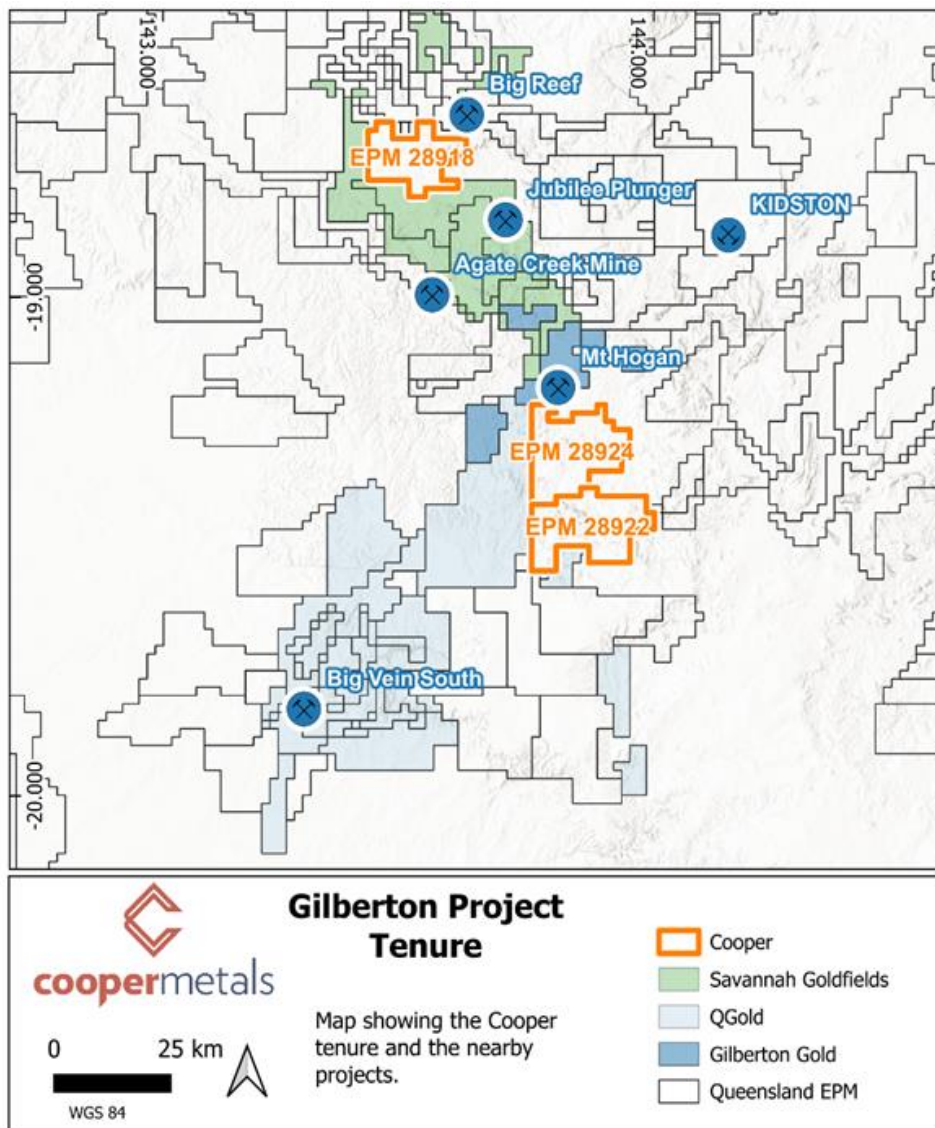 143.000
144.000
Big Reef
EPM 28918
Jubilee Plunger
KIDSTON
Agate Creek Mine
-19.000
Mt Hogan
EPM 28924
EPM 28922
Big Vein South
-20.000
Gilberton Project
Tenure
coopermetals
Map showing the Cooper
tenure and the nearby
projects.
0 25 km
WGS 84
Cooper
Savannah Goldfields
QGold
Gilberton Gold
Queensland EPM